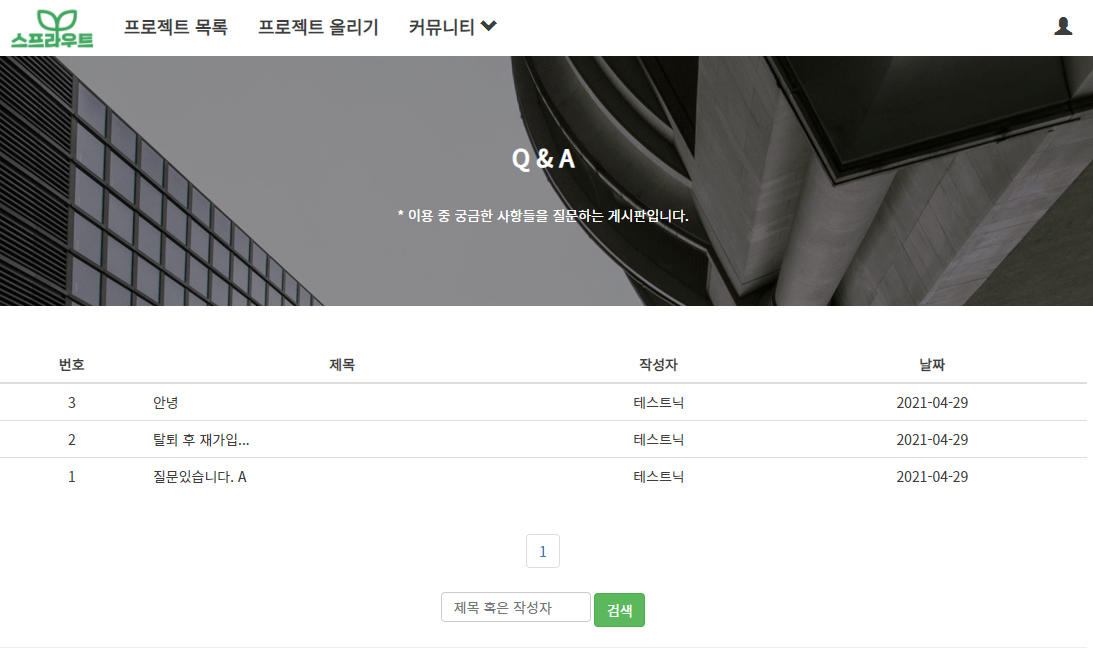 스프라우트
프로젝트 목록 프로젝트 올리기 커뮤니티
Q & A
* 이용 중 궁금한 사항들을 질문하는 게시판입니다.
번호 제목 작성자 날짜
3 안녕 테스트닉 2021-04-29
2 탈퇴 후 재가입... 테스트닉 2021-04-29
1 질문있습니다. A 테스트닉 2021-04-29
1
제목 혹은 작성자 검색